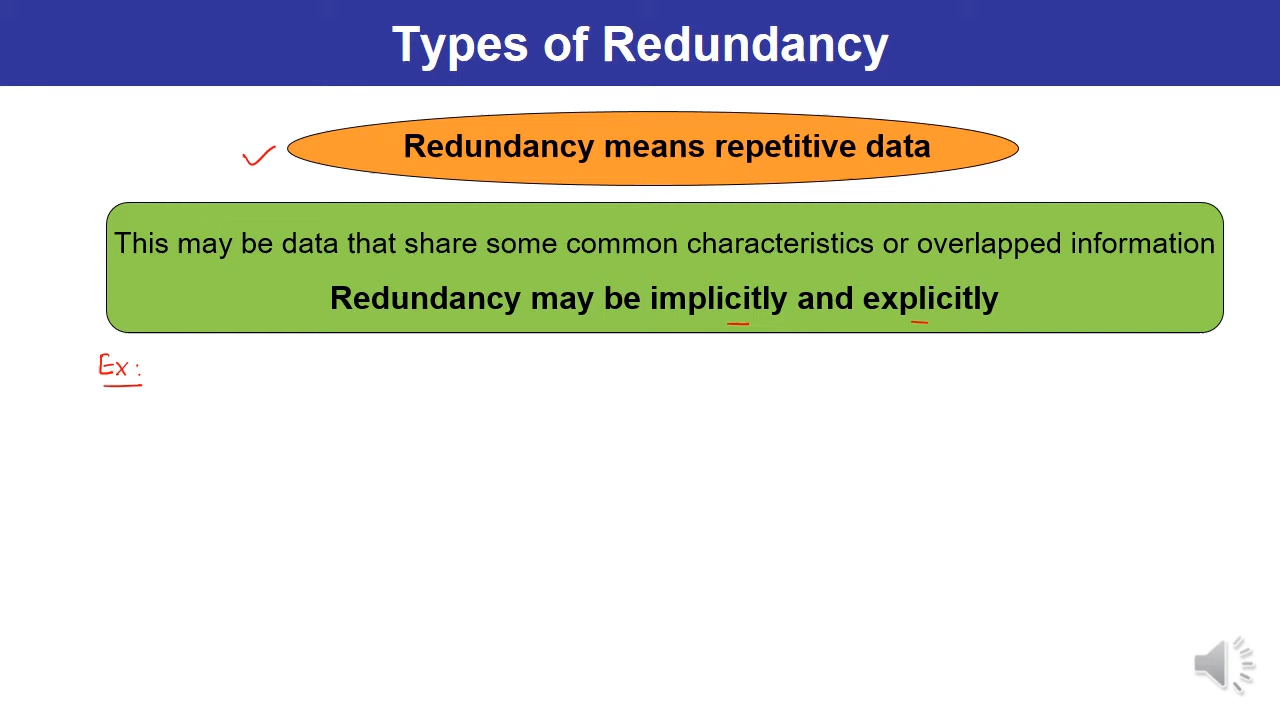 Types of Redundancy
Redundancy means repetitive data
This may be data that share some common characteristics or overlapped information
Redundancy may be implicitly and explicitly
Ex: